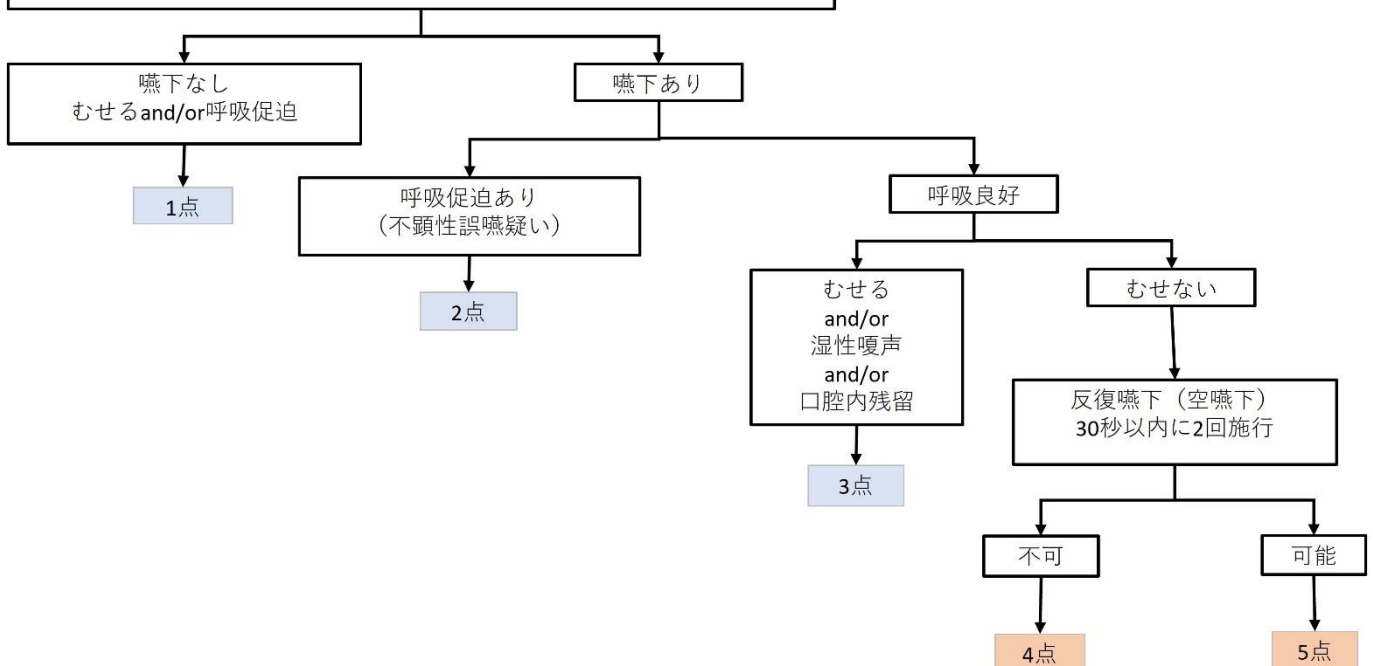 嚥下なし
むせるand/or呼吸促迫
嚥下あり
1点
呼吸促迫あり
（不顕性誤嚥疑い）
呼吸良好
2点
むせる
and/or
湿性嗄声
and/or
口腔内残留
むせない
3点
反復嚥下（空嚥下）
30秒以内に2回施行
不可
可能
4点
5点